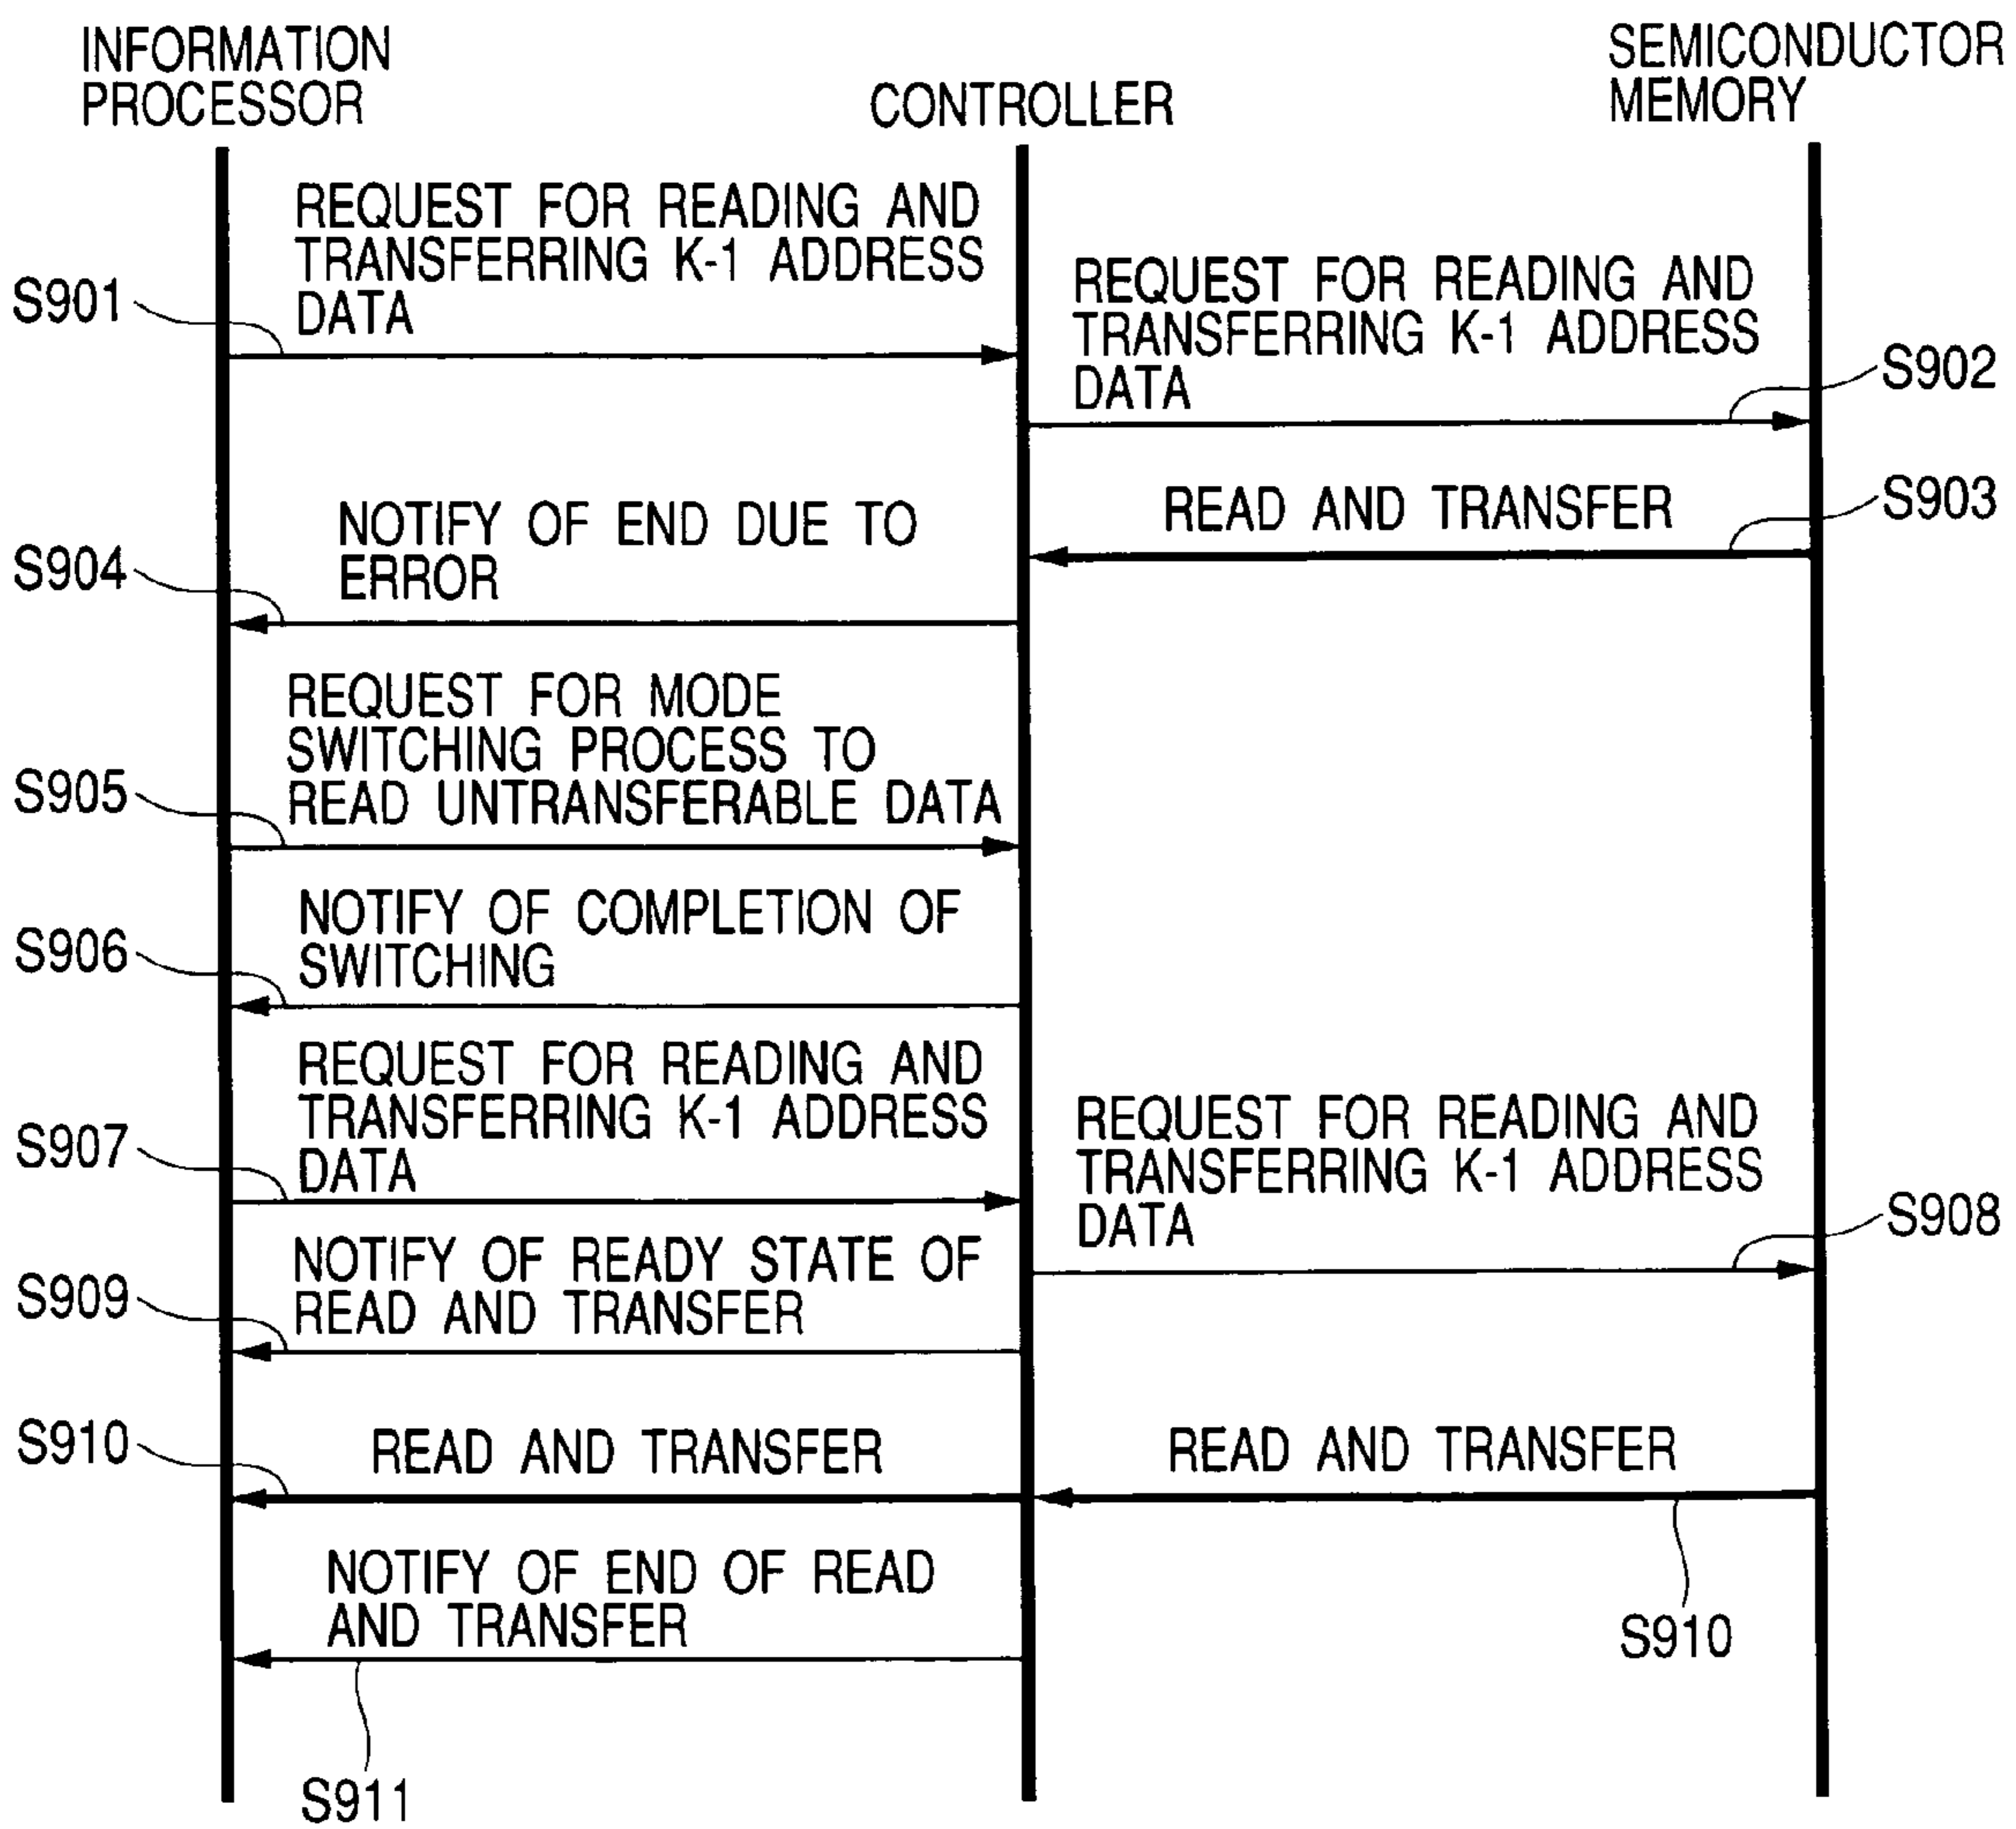 INFORMATION
PROCESSOR
CONTROLLER
SEMICONDUCTOR
MEMORY
REQUEST FOR READING AND
TRANSFERRING K-1 ADDRESS
DATA
S901
REQUEST FOR READING AND
TRANSFERRING K-1 ADDRESS
DATA
S902
READ AND TRANSFER
S903
NOTIFY OF END DUE TO
ERROR
S904
REQUEST FOR MODE
SWITCHING PROCESS TO
READ UNTRANSFERABLE DATA
S905
NOTIFY OF COMPLETION OF
SWITCHING
S906
REQUEST FOR READING AND
TRANSFERRING K-1 ADDRESS
DATA
S907
REQUEST FOR READING AND
TRANSFERRING K-1 ADDRESS
DATA
S908
NOTIFY OF READY STATE OF
READ AND TRANSFER
S909
READ AND TRANSFER
S910
READ AND TRANSFER
S910
NOTIFY OF END OF READ
AND TRANSFER
S911